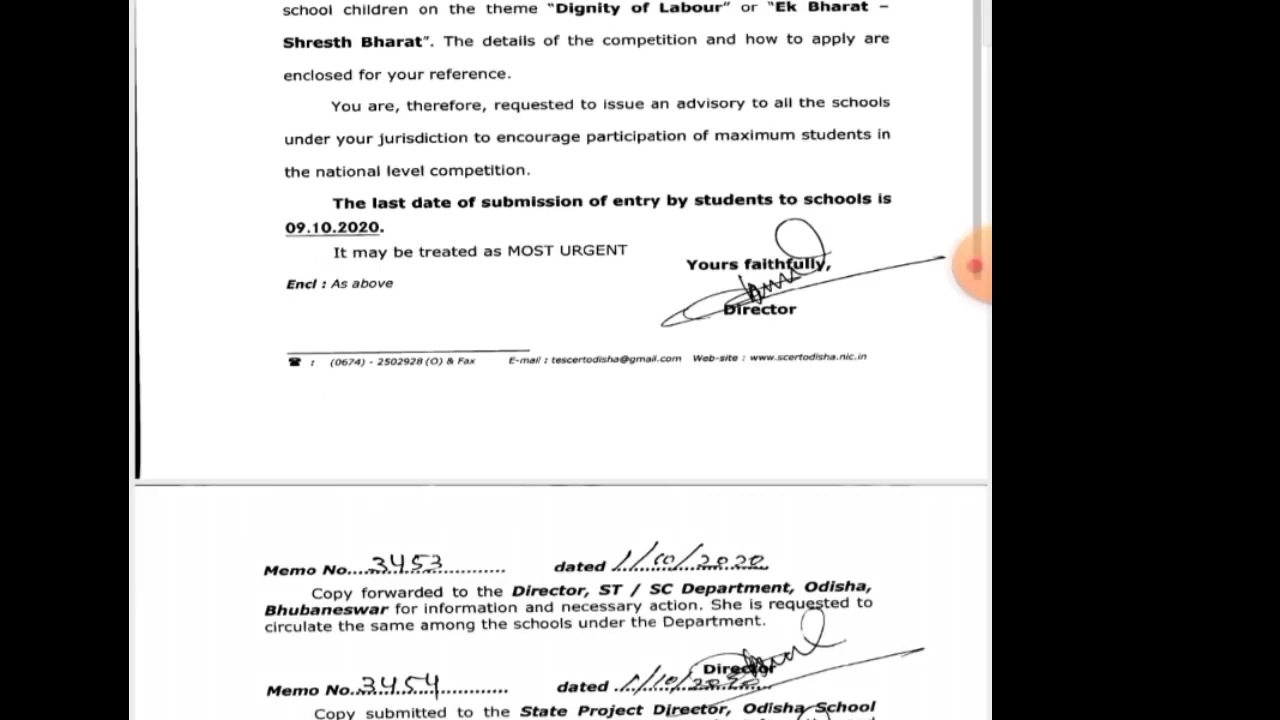 school children on the theme "Dignity of Labour" or "Ek Bharat –
Shresth Bharat". The details of the competition and how to apply are
enclosed for your reference.
You are, therefore, requested to issue an advisory to all the schools
under your jurisdiction to encourage participation of maximum students in
the national level competition.
The last date of submission of entry by students to schools is
09.10.2020.
It may be treated as MOST URGENT
Yours faithfully,
Encl : As above
Director
☎ : (0674) - 2502928 (O) & Fax E-mail : tescertodisha@gmail.com Web-site : www.scertodisha.nic.in
Memo No....3453............ dated 1/10/2020
Copy forwarded to the Director, ST / SC Department, Odisha,
Bhubaneswar for information and necessary action. She is requested to
circulate the same among the schools under the Department.
Director
Memo No..3454............ dated 1/10/2020
Copy submitted to the State Project Director, Odisha School